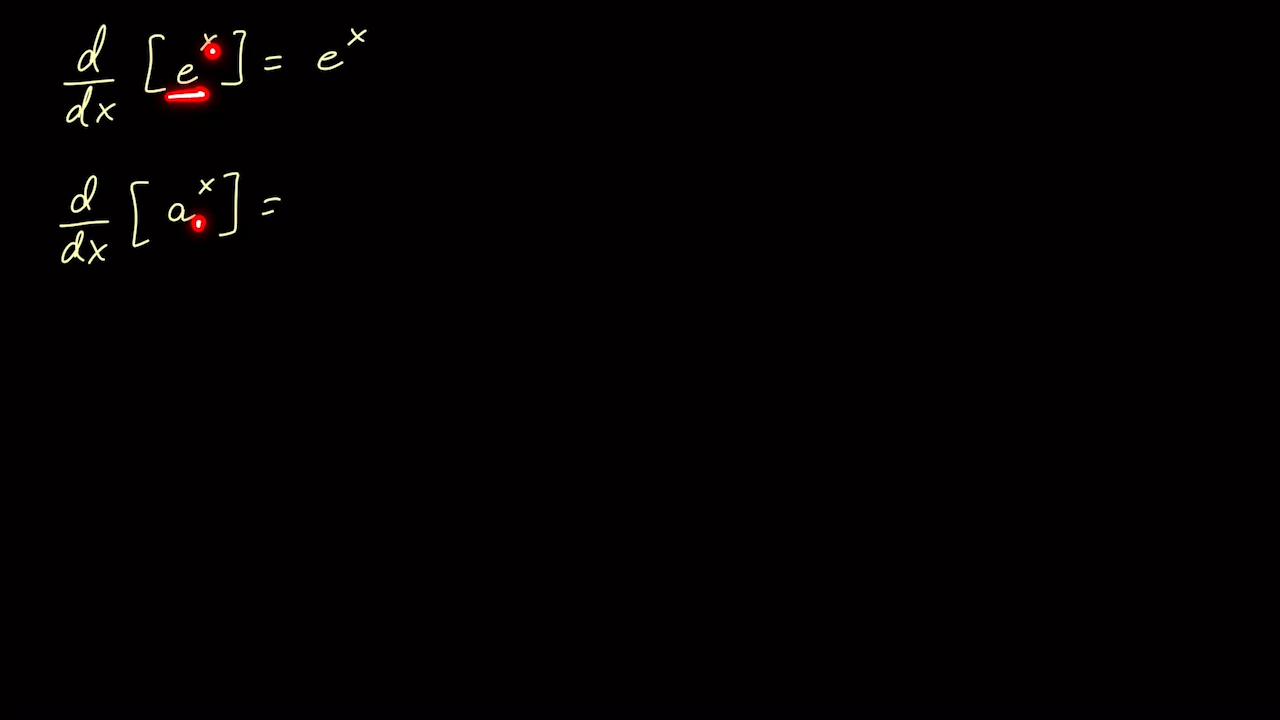 d/dx [e^x] = e^x
d/dx [a^x] =